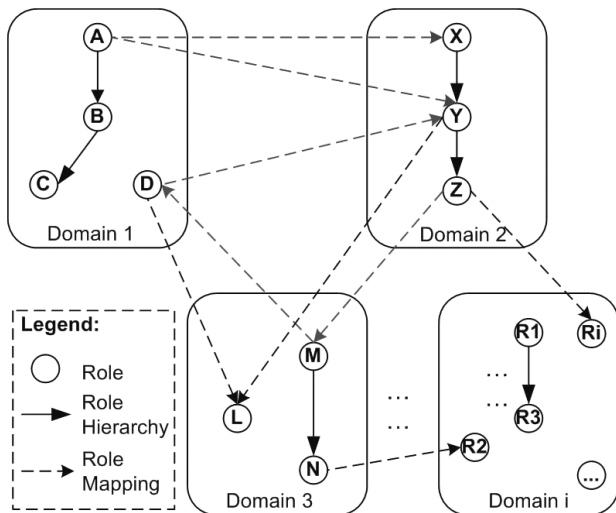 A
X
B
Y
C
D
Z
Domain 1
Domain 2
Legend:
Role
Role
Hierarchy
Role
Mapping
M
L
N
Domain 3
...
...
R1
Ri
...
...
R3
R2
...
Domain i